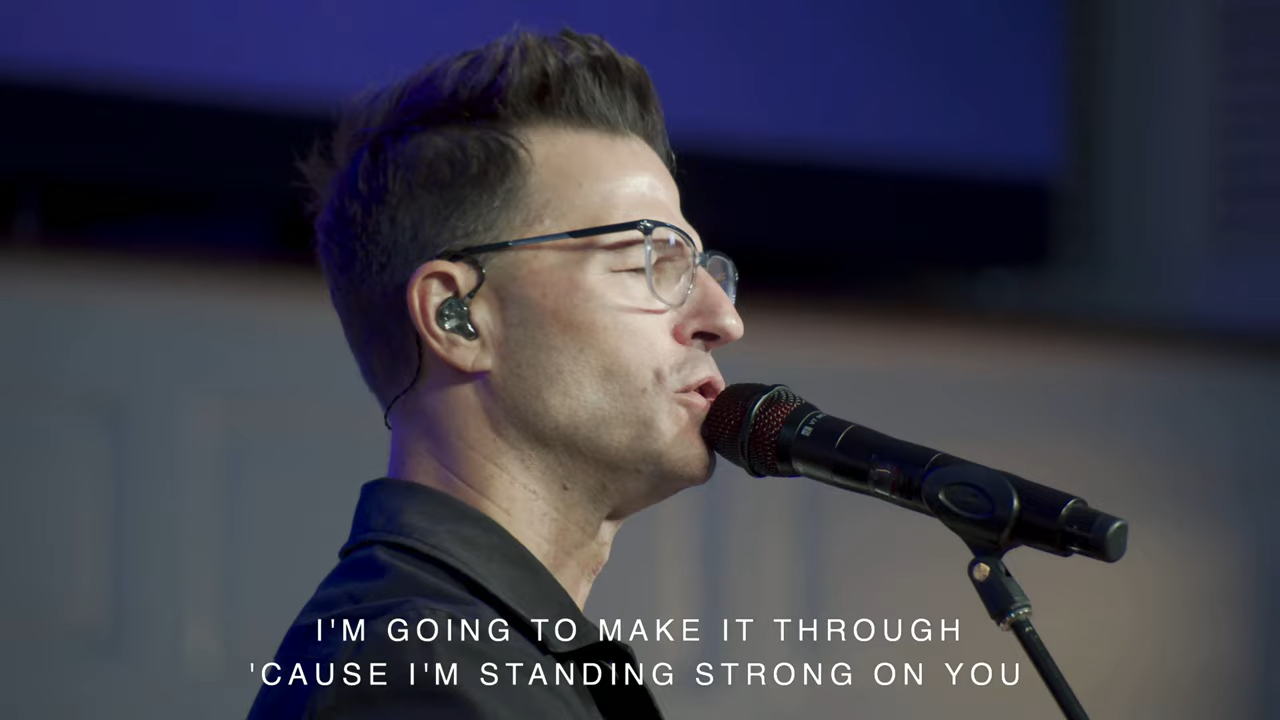 I'M GOING TO MAKE IT THROUGH
'CAUSE I'M STANDING STRONG ON YOU